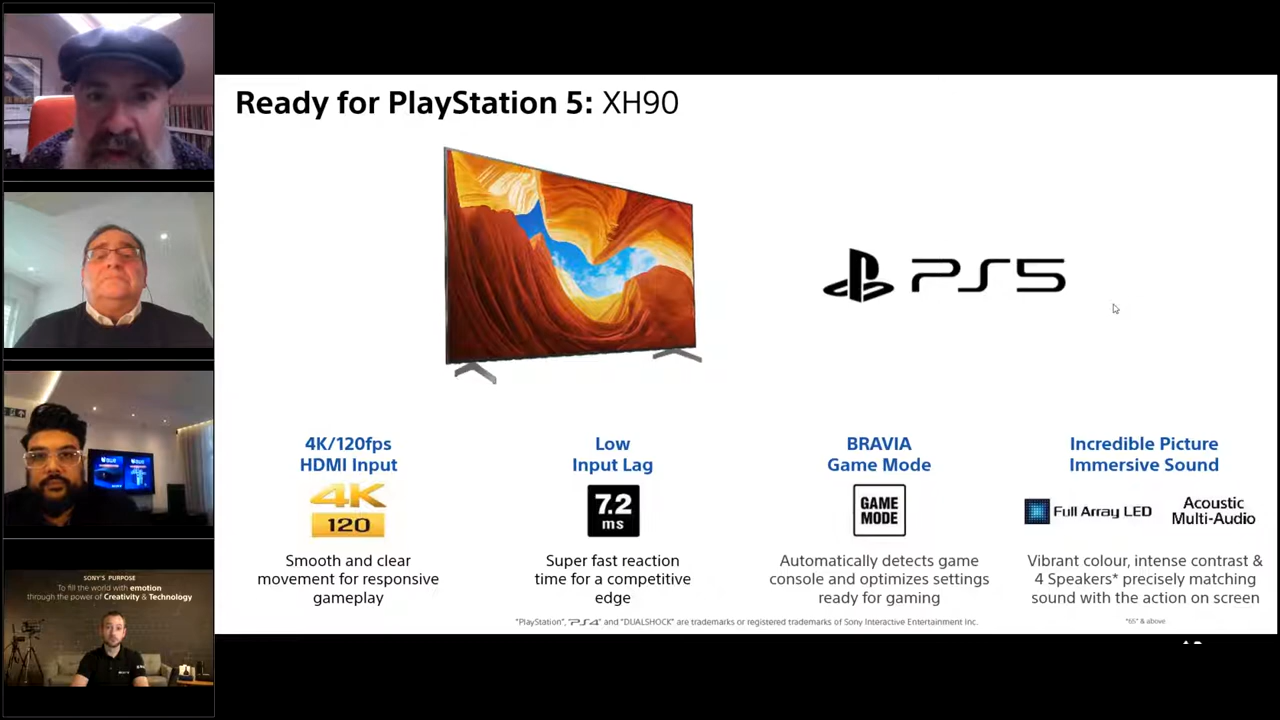 Ready for PlayStation 5: XH90
PS5
4K/120fps
HDMI Input
4K
120
Smooth and clear
movement for responsive
gameplay
Low
Input Lag
7.2
ms
Super fast reaction
time for a competitive
edge
BRAVIA
Game Mode
GAME
MODE
Automatically detects game
console and optimizes settings
ready for gaming
Incredible Picture
Immersive Sound
Full Array LED
Acoustic
Multi-Audio
Vibrant colour, intense contrast &
4 Speakers* precisely matching
sound with the action on screen
"PlayStation", "PS4" and "DUALSHOCK" are trademarks or registered trademarks of Sony Interactive Entertainment Inc.
*65" & above
SONY'S PURPOSE
To fill the world with emotion
through the power of Creativity & Technology